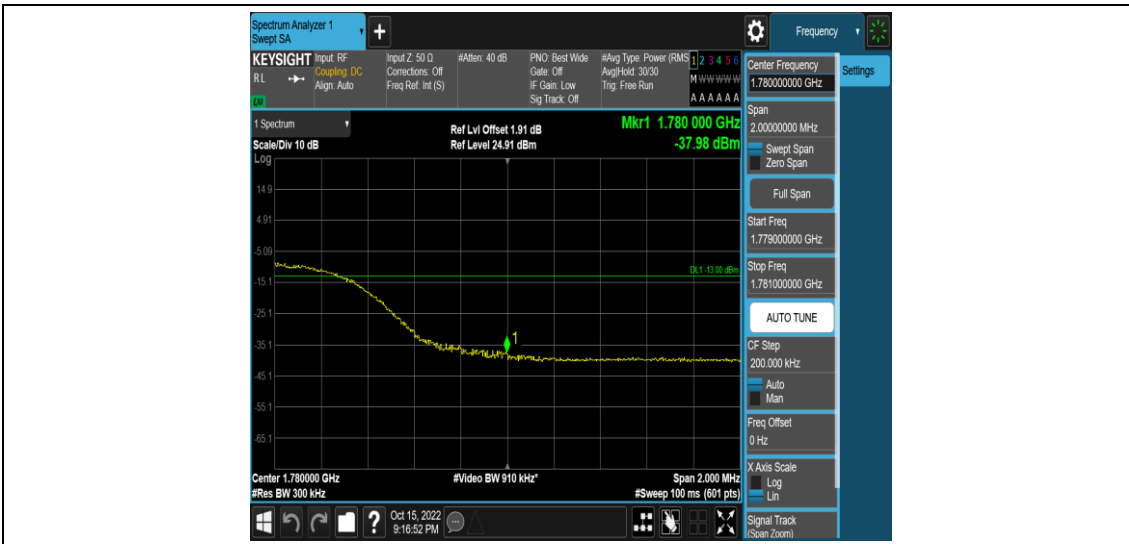 Spectrum Analyzer 1
Swept SA
+
Frequency
KEYSIGHT
RL
LNI
Input: RF
Coupling: DC
Align: Auto
Input Z: 50 Ω
Corrections: Off
Freq Ref: Int (S)
#Atten: 40 dB
PNO: Best Wide
Gate: Off
IF Gain: Low
Sig Track: Off
#Avg Type: Power (RMS
Avg|Hold: 30/30
Trig: Free Run
1 2 3 4 5 6
M W W W W W
A A A A A A
1 Spectrum
Scale/Div 10 dB
Ref Lvl Offset 1.91 dB
Ref Level 24.91 dBm
Mkr1 1.780 000 GHz
-37.98 dBm
Log
14.9
4.91
-5.09
-15.1
-25.1
-35.1
-45.1
-55.1
-65.1
DL1 -13.00 dBm
1
Center 1.780000 GHz
#Res BW 300 kHz
#Video BW 910 kHz*
Span 2.000 MHz
#Sweep 100 ms (601 pts)
Center Frequency
1.780000000 GHz
Settings
Span
2.00000000 MHz
Swept Span
Zero Span
Full Span
Start Freq
1.779000000 GHz
Stop Freq
1.781000000 GHz
AUTO TUNE
CF Step
200.000 kHz
Auto
Man
Freq Offset
0 Hz
X Axis Scale
Log
Lin
Signal Track
(Span Zoom)
?
Oct 15, 2022
9:16:52 PM